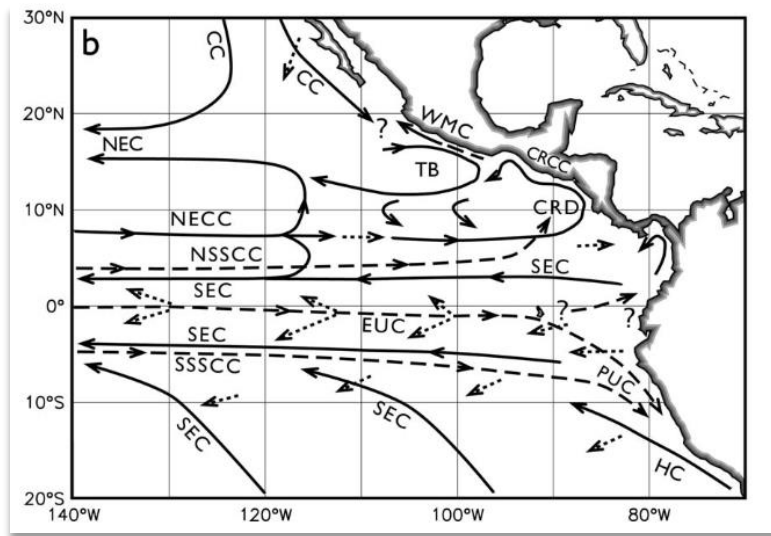 30°N
b
CC
CC
20°N
?
WMC
NEC
CRCC
TB
10°N
CRD
NECC
NSSCC
SEC
SEC
0°
?
?
EUC
SEC
SSSCC
PUC
10°S
SEC
SEC
HC
20°S
140°W
120°W
100°W
80°W